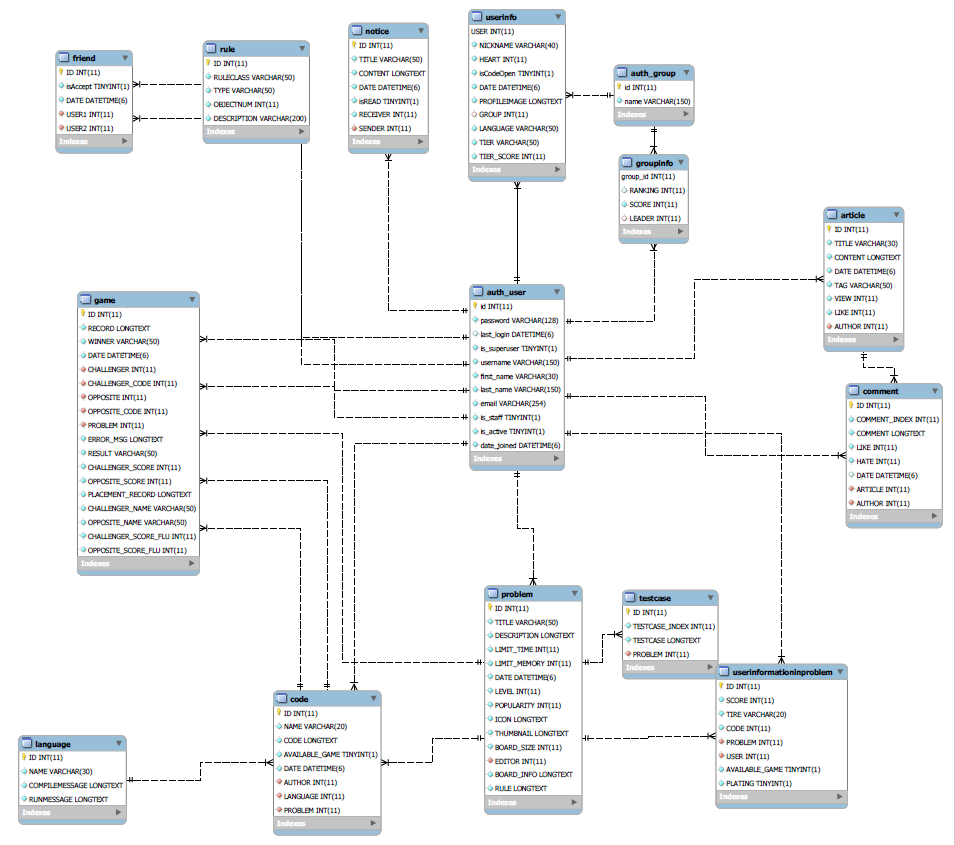 friend
ID INT(11)
isAccept TINYINT(1)
DATE DATETIME(6)
USER1 INT(11)
USER2 INT(11)
Indexes
rule
ID INT(11)
RULECLASS VARCHAR(50)
TYPE VARCHAR(50)
OBJECTNUM INT(11)
DESCRIPTION VARCHAR(200)
Indexes
notice
ID INT(11)
TITLE VARCHAR(50)
CONTENT LONGTEXT
DATE DATETIME(6)
isREAD TINYINT(1)
RECEIVER INT(11)
SENDER INT(11)
Indexes
userinfo
USER INT(11)
NICKNAME VARCHAR(40)
HEART INT(11)
isCodeOpen TINYINT(1)
DATE DATETIME(6)
PROFILEIMAGE LONGTEXT
GROUP INT(11)
LANGUAGE VARCHAR(50)
TIER VARCHAR(50)
TIER_SCORE INT(11)
Indexes
auth_group
id INT(11)
name VARCHAR(150)
Indexes
groupinfo
group_id INT(11)
RANKING INT(11)
SCORE INT(11)
LEADER INT(11)
Indexes
article
ID INT(11)
TITLE VARCHAR(30)
CONTENT LONGTEXT
DATE DATETIME(6)
TAG VARCHAR(50)
VIEW INT(11)
LIKE INT(11)
AUTHOR INT(11)
Indexes
game
ID INT(11)
RECORD LONGTEXT
WINNER VARCHAR(50)
DATE DATETIME(6)
CHALLENGER INT(11)
CHALLENGER_CODE INT(11)
OPPOSITE INT(11)
OPPOSITE_CODE INT(11)
PROBLEM INT(11)
ERROR_MSG LONGTEXT
RESULT VARCHAR(50)
CHALLENGER_SCORE INT(11)
OPPOSITE_SCORE INT(11)
PLACEMENT_RECORD LONGTEXT
CHALLENGER_NAME VARCHAR(50)
OPPOSITE_NAME VARCHAR(50)
CHALLENGER_SCORE_FLU INT(11)
OPPOSITE_SCORE_FLU INT(11)
Indexes
auth_user
id INT(11)
password VARCHAR(128)
last_login DATETIME(6)
is_superuser TINYINT(1)
username VARCHAR(150)
first_name VARCHAR(30)
last_name VARCHAR(150)
email VARCHAR(254)
is_staff TINYINT(1)
is_active TINYINT(1)
date_joined DATETIME(6)
Indexes
comment
ID INT(11)
COMMENT_INDEX INT(11)
COMMENT LONGTEXT
LIKE INT(11)
HATE INT(11)
DATE DATETIME(6)
ARTICLE INT(11)
AUTHOR INT(11)
Indexes
problem
ID INT(11)
TITLE VARCHAR(50)
DESCRIPTION LONGTEXT
LIMIT_TIME INT(11)
LIMIT_MEMORY INT(11)
DATE DATETIME(6)
LEVEL INT(11)
POPULARITY INT(11)
ICON LONGTEXT
THUMBNAIL LONGTEXT
BOARD_SIZE INT(11)
EDITOR INT(11)
BOARD_INFO LONGTEXT
RULE LONGTEXT
Indexes
testcase
ID INT(11)
TESTCASE_INDEX INT(11)
TESTCASE LONGTEXT
PROBLEM INT(11)
Indexes
userinformationinproblem
ID INT(11)
SCORE INT(11)
TIRE VARCHAR(20)
CODE INT(11)
PROBLEM INT(11)
USER INT(11)
AVAILABLE_GAME TINYINT(1)
PLATING TINYINT(1)
Indexes
code
ID INT(11)
NAME VARCHAR(20)
CODE LONGTEXT
AVAILABLE_GAME TINYINT(1)
DATE DATETIME(6)
AUTHOR INT(11)
LANGUAGE INT(11)
PROBLEM INT(11)
Indexes
language
ID INT(11)
NAME VARCHAR(30)
COMPILEMESSAGE LONGTEXT
RUNMESSAGE LONGTEXT
Indexes